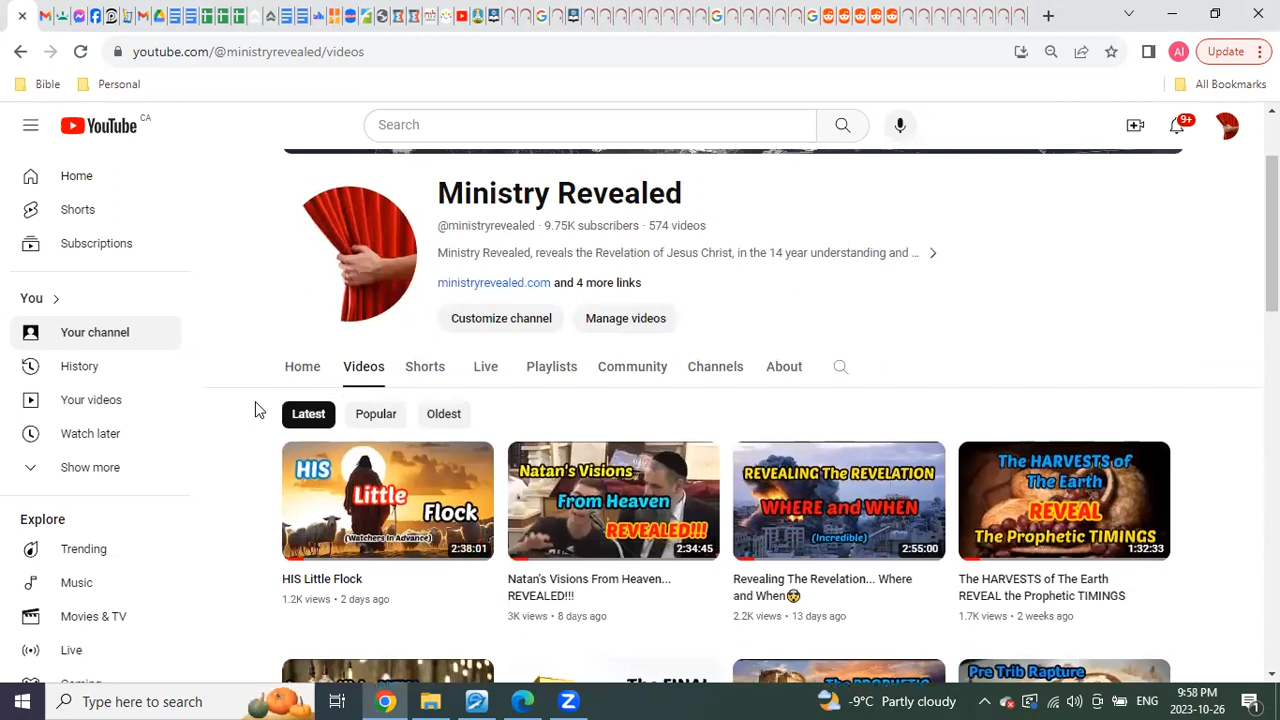 youtube.com/@ministryrevealed/videos
AI
Update
Bible
Personal
All Bookmarks
YouTube CA
Search
9+
Home
Shorts
Subscriptions
You
Your channel
History
Your videos
Watch later
Show more
Explore
Trending
Music
Movies & TV
Live
Ministry Revealed
@ministryrevealed · 9.75K subscribers · 574 videos
Ministry Revealed, reveals the Revelation of Jesus Christ, in the 14 year understanding and ...
ministryrevealed.com and 4 more links
Customize channel
Manage videos
Home
Videos
Shorts
Live
Playlists
Community
Channels
About
Latest
Popular
Oldest
HIS
Little
Flock
(Watchers In Advance)
2:38:01
HIS Little Flock
1.2K views • 2 days ago
Natan's Visions
From Heaven
REVEALED!!!
2:34:45
Natan's Visions From Heaven...
REVEALED!!!
3K views • 8 days ago
REVEALING The REVELATION
WHERE and WHEN
(Incredible)
2:55:00
Revealing The Revelation... Where
and When😲
2.2K views • 13 days ago
The HARVESTS of
The Earth
REVEAL
The Prophetic TIMINGS
1:32:33
The HARVESTS of The Earth
REVEAL the Prophetic TIMINGS
1.7K views • 2 weeks ago
The FINAL
The PROPHETIC
Pre Trib Rapture
Type here to search
-9°C Partly cloudy
ENG
9:58 PM
2023-10-26
1